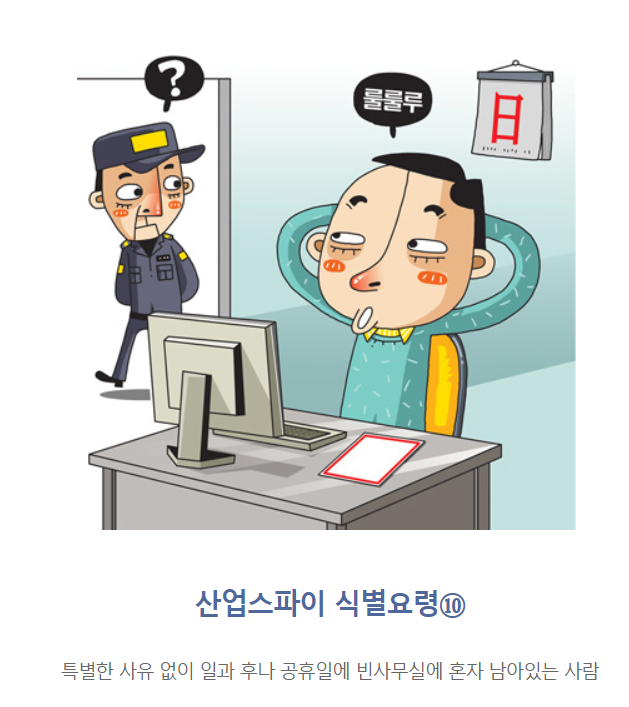 ?
룰룰루
日
산업스파이 식별요령⑩
특별한 사유 없이 일과 후나 공휴일에 빈사무실에 혼자 남아있는 사람